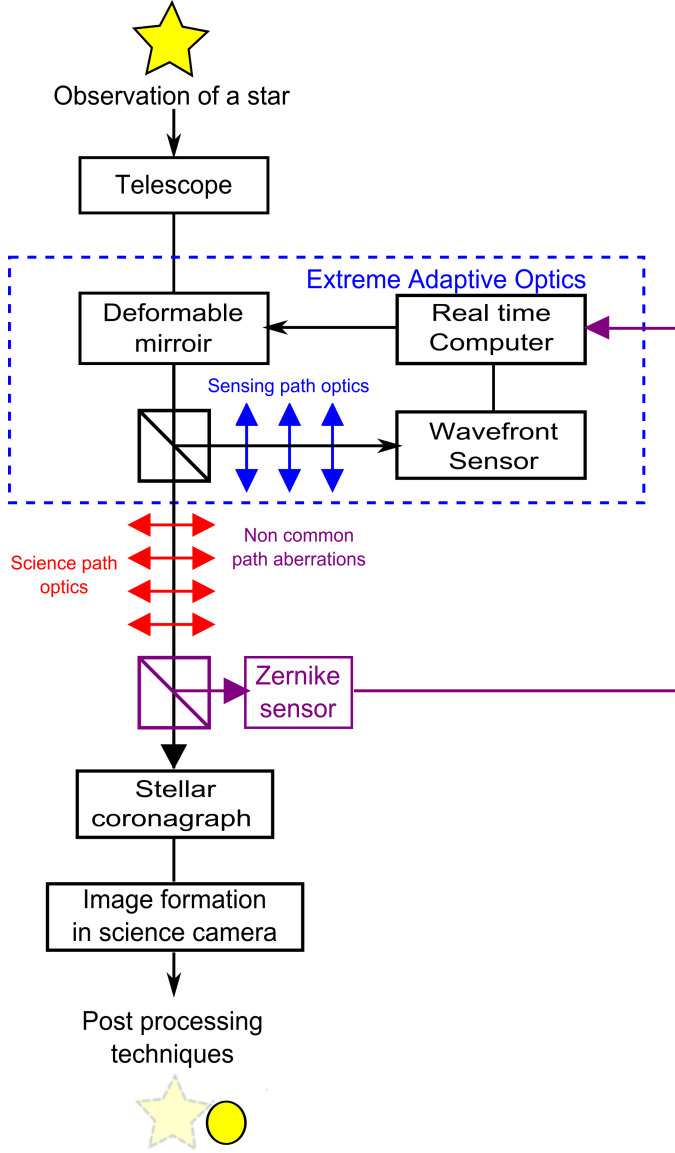 Observation of a star
Telescope
Extreme Adaptive Optics
Deformable
mirroir
Real time
Computer
Sensing path optics
Wavefront
Sensor
Non common
path aberrations
Science path
optics
Zernike
sensor
Stellar
coronagraph
Image formation
in science camera
Post processing
techniques